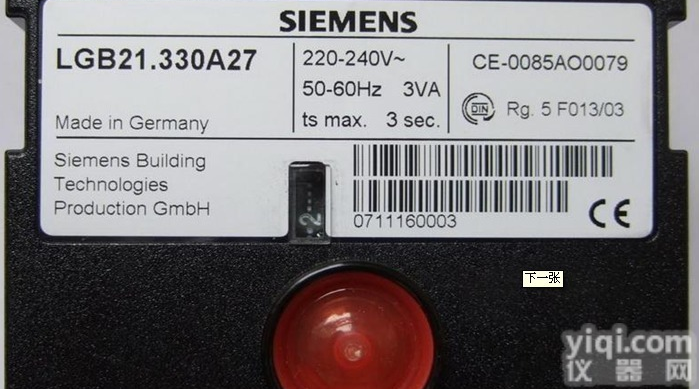 SIEMENS
LGB21.330A27
220-240V~
50-60Hz 3VA
ts max. 3 sec.
CE-0085AO0079
DIN Rg. 5 F013/03
Made in Germany
Siemens Building
Technologies
Production GmbH
0711160003
CE
下一张
yiqi.com
仪器网